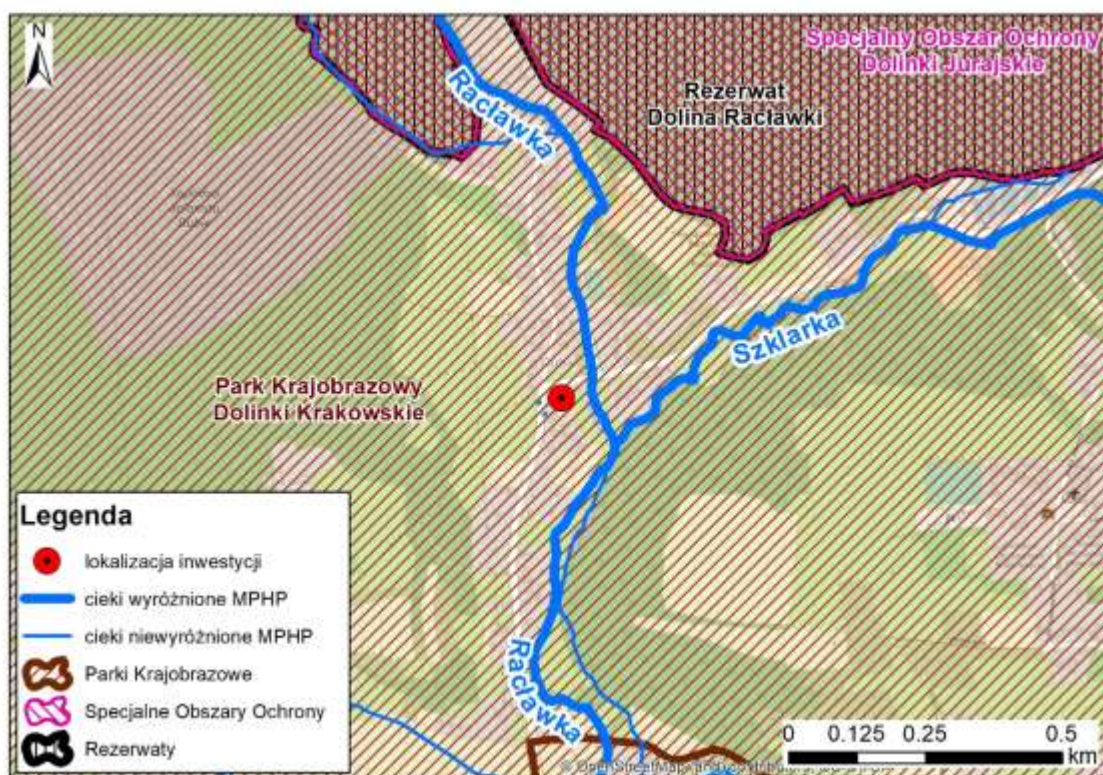 N
Specjalny Obszar Ochrony
Dolinki Jurajskie
Rezerwat
Dolina Racławki
Racławka
Szklarka
Park Krajobrazowy
Dolinki Krakowskie
Racławka
Legenda
lokalizacja inwestycji
cieki wyróżnione MPHP
cieki niewyróżnione MPHP
Parki Krajobrazowe
Specjalne Obszary Ochrony
Rezerwaty
0 0.125 0.25 0.5
km
© OpenStreetMap